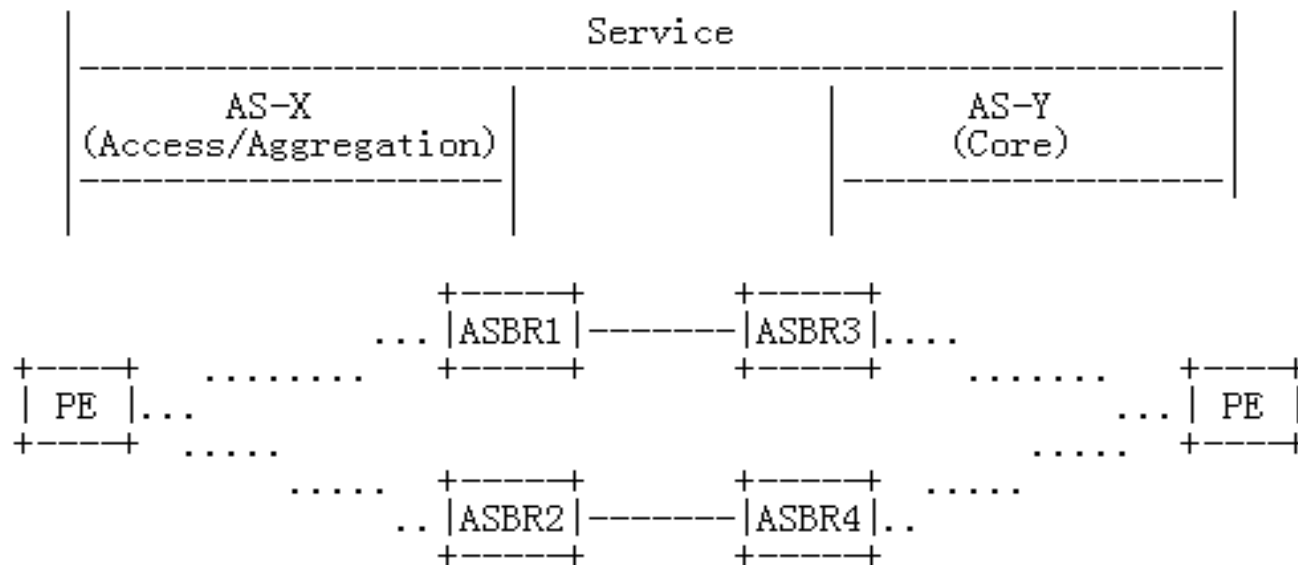 Service
AS-X AS-Y
(Access/Aggregation) (Core)
ASBR1 ASBR3
PE PE
ASBR2 ASBR4